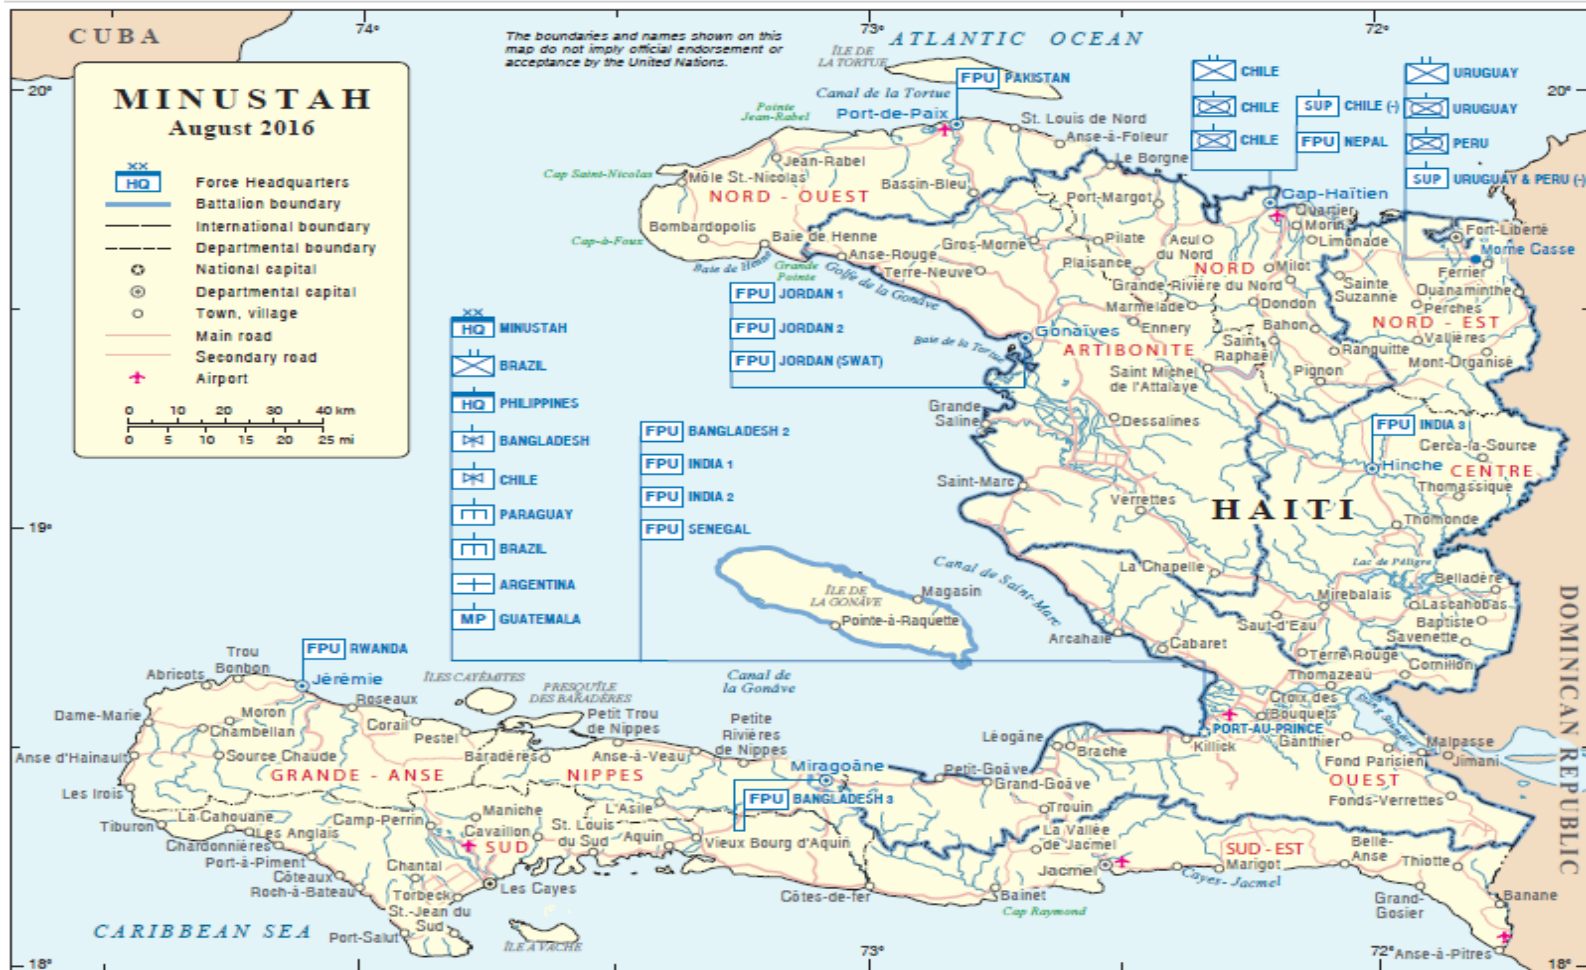 CUBA
74°
73°
72°
The boundaries and names shown on this
map do not imply official endorsement or
acceptance by the United Nations.
ATLANTIC OCEAN
ÎLE DE
LA TORTUE
20°
20°
MINUSTAH
August 2016
XX
HQ Force Headquarters
Battalion boundary
International boundary
Departmental boundary
National capital
Departmental capital
Town, village
Main road
Secondary road
Airport
0 10 20 30 40 km
0 5 10 15 20 25 mi
FPU PAKISTAN
Canal de la Tortue
Port-de-Paix
Pointe
Jean-Rabel
St. Louis de Nord
Anse-à-Foleur
Le Borgne
CHILE
CHILE
CHILE
SUP CHILE (-)
FPU NEPAL
URUGUAY
URUGUAY
PERU
SUP URUGUAY & PERU (-)
Jean-Rabel
Cap Saint-Nicolas
Môle St.-Nicolas
NORD - OUEST
Bassin-Bleu
Port-Margot
Cap-Haïtien
Quartier
Morin
Limonade
Fort-Liberté
Morne Casse
Bombardopolis
Cap-à-Foux
Baie de Henne
Baie de Henne
Anse-Rouge
Gros-Morne
Pilate
Acul
du Nord
Plaisance
NORD
Milot
Ferrier
Grande
Pointe
Golfe de la Gonâve
Terre-Neuve
Grande-Rivière du Nord
Sainte
Suzanne
Ouanaminthe
Perches
Marmelade
Dondon
NORD - EST
Ennery
Bahon
Vallières
FPU JORDAN 1
FPU JORDAN 2
FPU JORDAN (SWAT)
Gonaïves
Baie de la Tortue
ARTIBONITE
Saint
Raphaël
Ranguitte
Mont-Organisé
Saint Michel
de l'Attalaye
Pignon
XX
HQ MINUSTAH
BRAZIL
HQ PHILIPPINES
BANGLADESH
CHILE
PARAGUAY
BRAZIL
ARGENTINA
MP GUATEMALA
FPU BANGLADESH 2
FPU INDIA 1
FPU INDIA 2
FPU SENEGAL
Grande
Saline
Dessalines
FPU INDIA 3
Cerca-la-Source
Hinche
CENTRE
Thomassique
Saint-Marc
Verrettes
HAITI
Thomonde
19°
19°
Canal de Saint-Marc
La Chapelle
Lac de Péligre
Belladère
ÎLE DE
LA GONÂVE
Magasin
Pointe-à-Raquette
Mirebalais
Lascahobas
Saut-d'Eau
Baptiste
Savenette
Arcahaie
Cabaret
Terre-Rouge
Cornillon
Thomazeau
DOMINICAN REPUBLIC
FPU RWANDA
Trou
Bonbon
Abricots
Jérémie
ÎLES CAYÉMITES
PRESQU'ÎLE
DES BARADÈRES
Canal de
la Gonâve
Roseaux
Dame-Marie
Moron
Chambellan
Corail
Pestel
Petit Trou
de Nippes
Petite
Rivières
de Nippes
Croix des
Bouquets
PORT-AU-PRINCE
Léogâne
Brache
Killick
Ganthier
Malpasse
Jimani
Fond Parisien
Anse d'Hainault
Source Chaude
Baradères
Anse-à-Veau
GRANDE - ANSE
NIPPES
Miragoâne
Petit-Goâve
Grand-Goâve
OUEST
Fonds-Verrettes
Les Irois
FPU BANGLADESH 3
Tiburon
La Cahouane
Les Anglais
Chardonnières
Port-à-Piment
Camp-Perrin
Maniche
Cavaillon
SUD
L'Asile
St. Louis
du Sud
Aquin
Vieux Bourg d'Aquin
Trouin
La Vallée
de Jacmel
SUD-EST
Belle-
Anse
Thiotte
Marigot
Jacmel
Cayes-Jacmel
Côteaux
Roch-à-Bateau
Chantal
Torbeck
Les Cayes
Côtes-de-fer
Bainet
Cap Raymond
Grand-
Gosier
Banane
St.-Jean du
Sud
Port-Salut
ÎLE À VACHE
Anse-à-Pitres
CARIBBEAN SEA
18°
73°
72°
18°